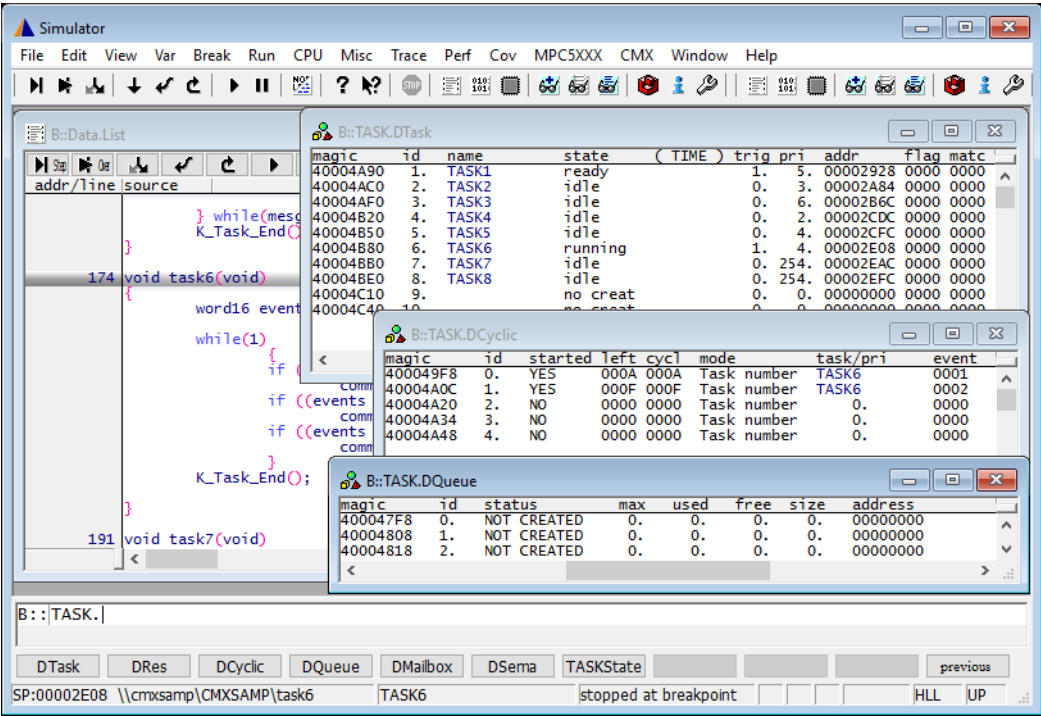 Simulator
File Edit View Var Break Run CPU Misc Trace Perf Cov MPC5XXX CMX Window Help
B::Data.List
addr/line source
} while(mesg
K_Task_End()
}
174 void task6(void)
{
word16 event
while(1)
{
if (
comm
if ((events
comm
if ((events
comm
}
K_Task_End();
}
191 void task7(void)
B::TASK.DTask
magic id name state ( TIME ) trig pri addr flag matc
40004A90 1. TASK1 ready 1. 5. 00002928 0000 0000
40004AC0 2. TASK2 idle 0. 3. 00002A84 0000 0000
40004AF0 3. TASK3 idle 0. 6. 00002B6C 0000 0000
40004B20 4. TASK4 idle 0. 2. 00002CDC 0000 0000
40004B50 5. TASK5 idle 0. 4. 00002CFC 0000 0000
40004B80 6. TASK6 running 1. 4. 00002E08 0000 0000
40004BB0 7. TASK7 idle 0. 254. 00002EAC 0000 0000
40004BE0 8. TASK8 idle 0. 254. 00002EFC 0000 0000
40004C10 9. no creat 0. 0. 00000000 0000 0000
40004C40 10. no creat 0. 0. 00000000 0000 0000
B::TASK.DCyclic
magic id started left cycl mode task/pri event
400049F8 0. YES 000A 000A Task number TASK6 0001
40004A0C 1. YES 000F 000F Task number TASK6 0002
40004A20 2. NO 0000 0000 Task number 0. 0000
40004A34 3. NO 0000 0000 Task number 0. 0000
40004A48 4. NO 0000 0000 Task number 0. 0000
B::TASK.DQueue
magic id status max used free size address
400047F8 0. NOT CREATED 0. 0. 0. 0. 00000000
40004808 1. NOT CREATED 0. 0. 0. 0. 00000000
40004818 2. NOT CREATED 0. 0. 0. 0. 00000000
B::TASK.
DTask DRes DCyclic DQueue DMailbox DSema TASKState previous
SP:00002E08 \\cmxsamp\CMXSAMP\task6 TASK6 stopped at breakpoint HLL UP